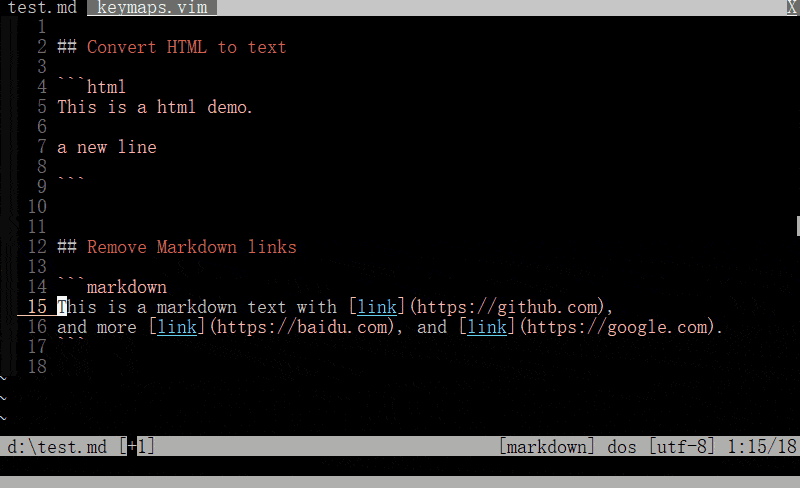 test.md keymaps.vim X
1
2 ## Convert HTML to text
3
4 ```html
5 This is a html demo.
6
7 a new line
8
9 ```
10
11
12 ## Remove Markdown links
13
14 ```markdown
15 This is a markdown text with [link](https://github.com),
16 and more [link](https://baidu.com), and [link](https://google.com).
17 ```
18
~
~
~
d:\test.md [+1] [markdown] dos [utf-8] 1:15/18